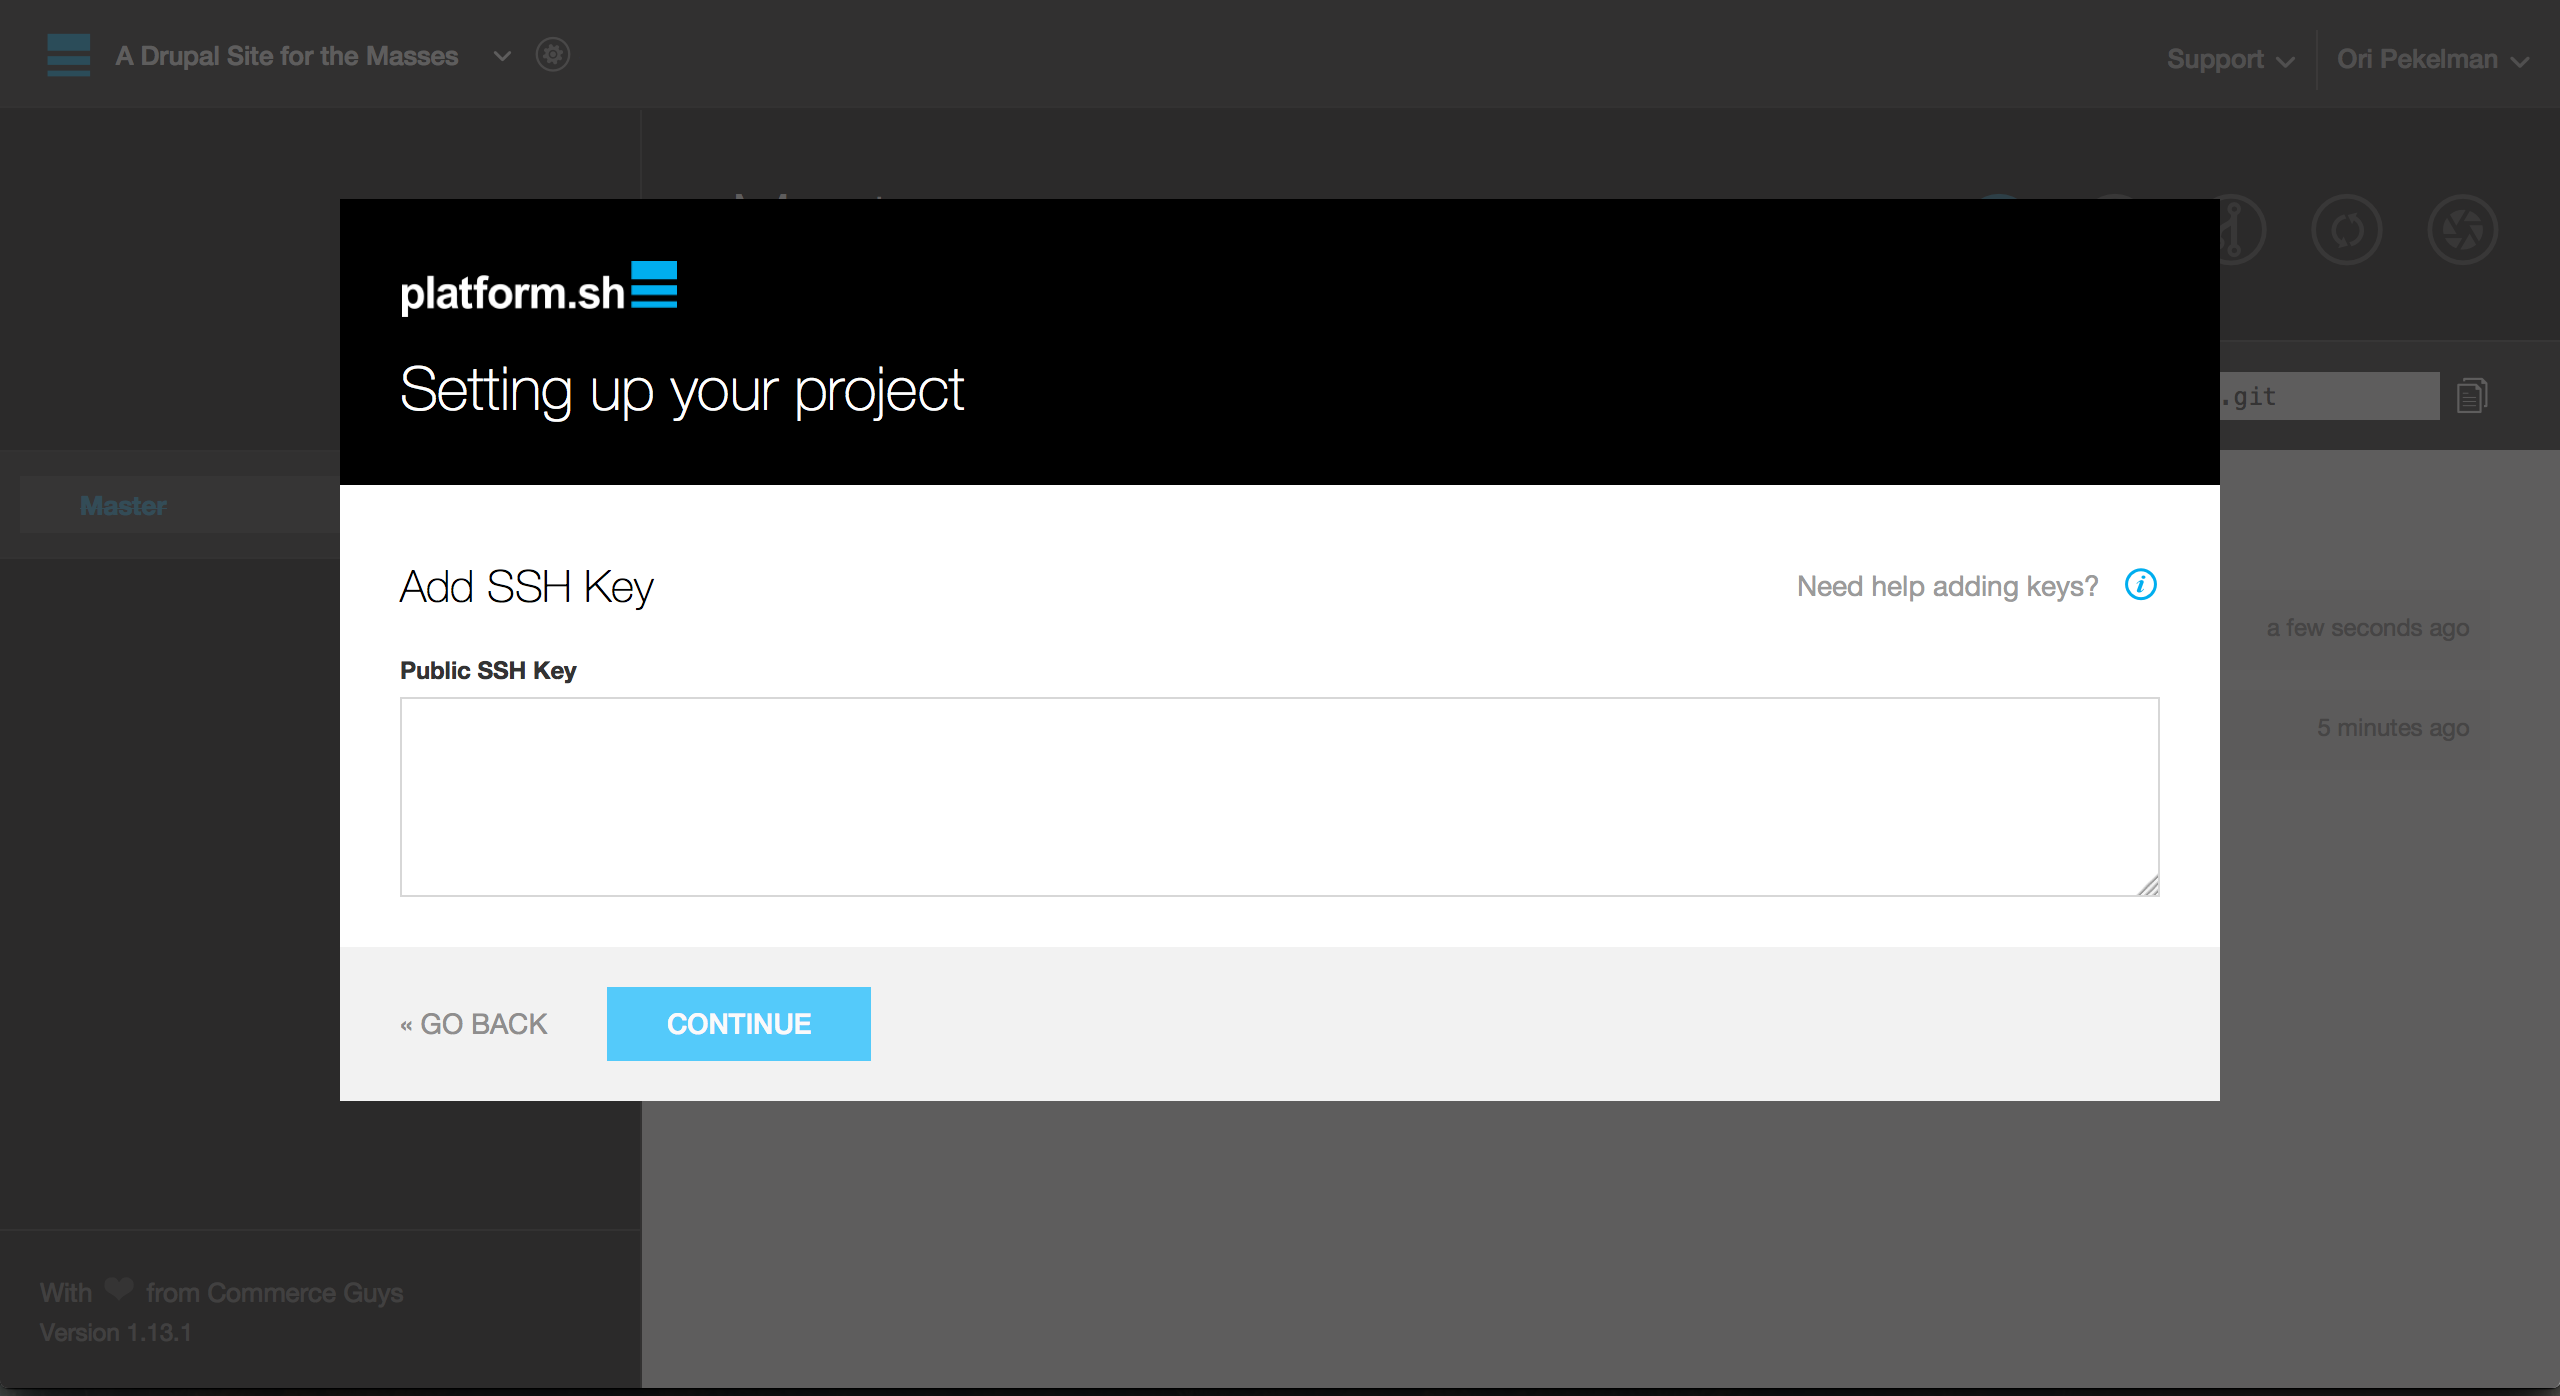 A Drupal Site for the Masses
Support
Ori Pekelman
platform.sh
Setting up your project
.git
Master
Add SSH Key
Need help adding keys?
a few seconds ago
Public SSH Key
5 minutes ago
« GO BACK
CONTINUE
With ❤ from Commerce Guys
Version 1.13.1